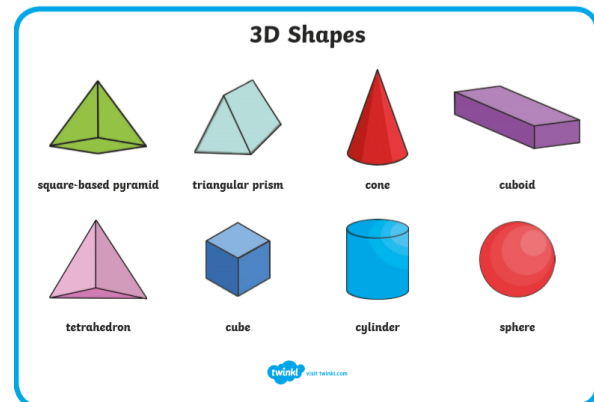 3D Shapes
square-based pyramid
triangular prism
cone
cuboid
tetrahedron
cube
cylinder
sphere
twinkl
visit twinkl.com